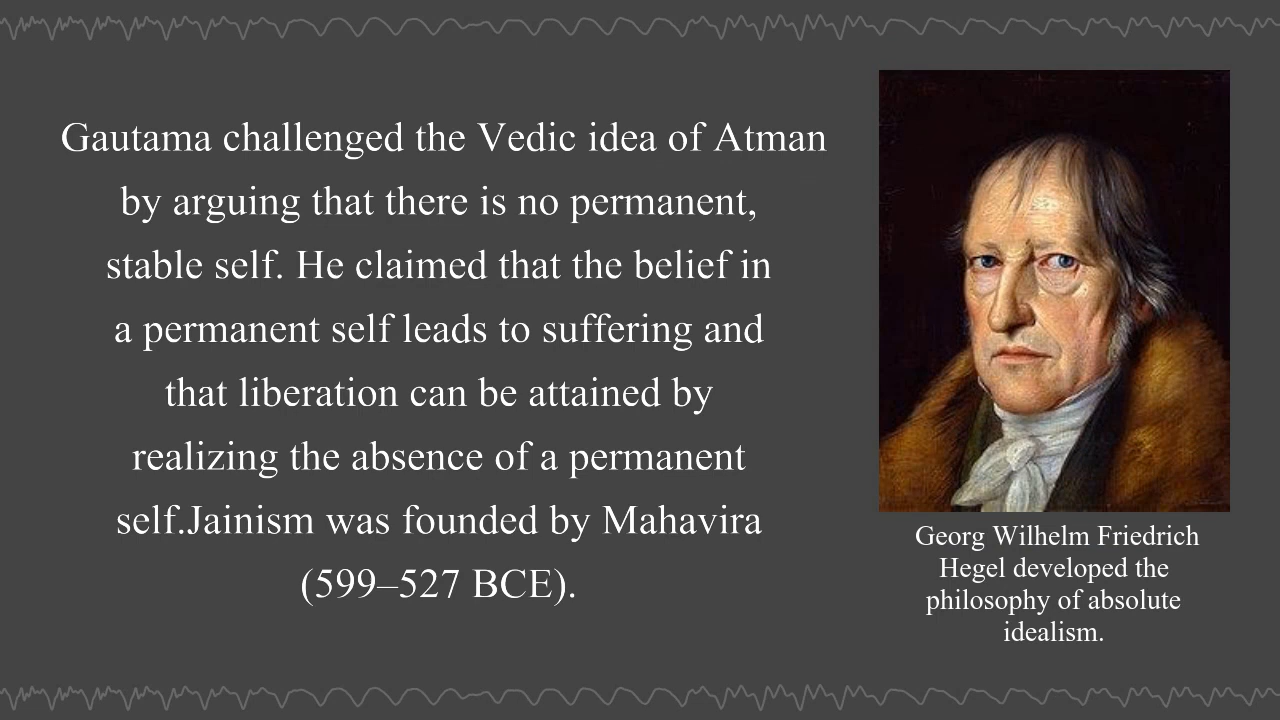 Gautama challenged the Vedic idea of Atman
by arguing that there is no permanent,
stable self. He claimed that the belief in
a permanent self leads to suffering and
that liberation can be attained by
realizing the absence of a permanent
self.Jainism was founded by Mahavira
(599–527 BCE).
Georg Wilhelm Friedrich
Hegel developed the
philosophy of absolute
idealism.